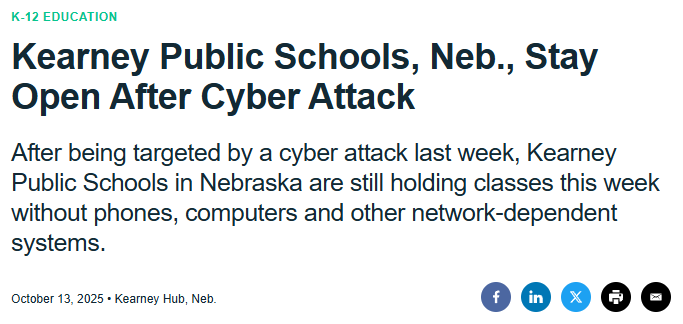 K-12 EDUCATION
Kearney Public Schools, Neb., Stay
Open After Cyber Attack
After being targeted by a cyber attack last week, Kearney
Public Schools in Nebraska are still holding classes this week
without phones, computers and other network-dependent
systems.
October 13, 2025 • Kearney Hub, Neb.